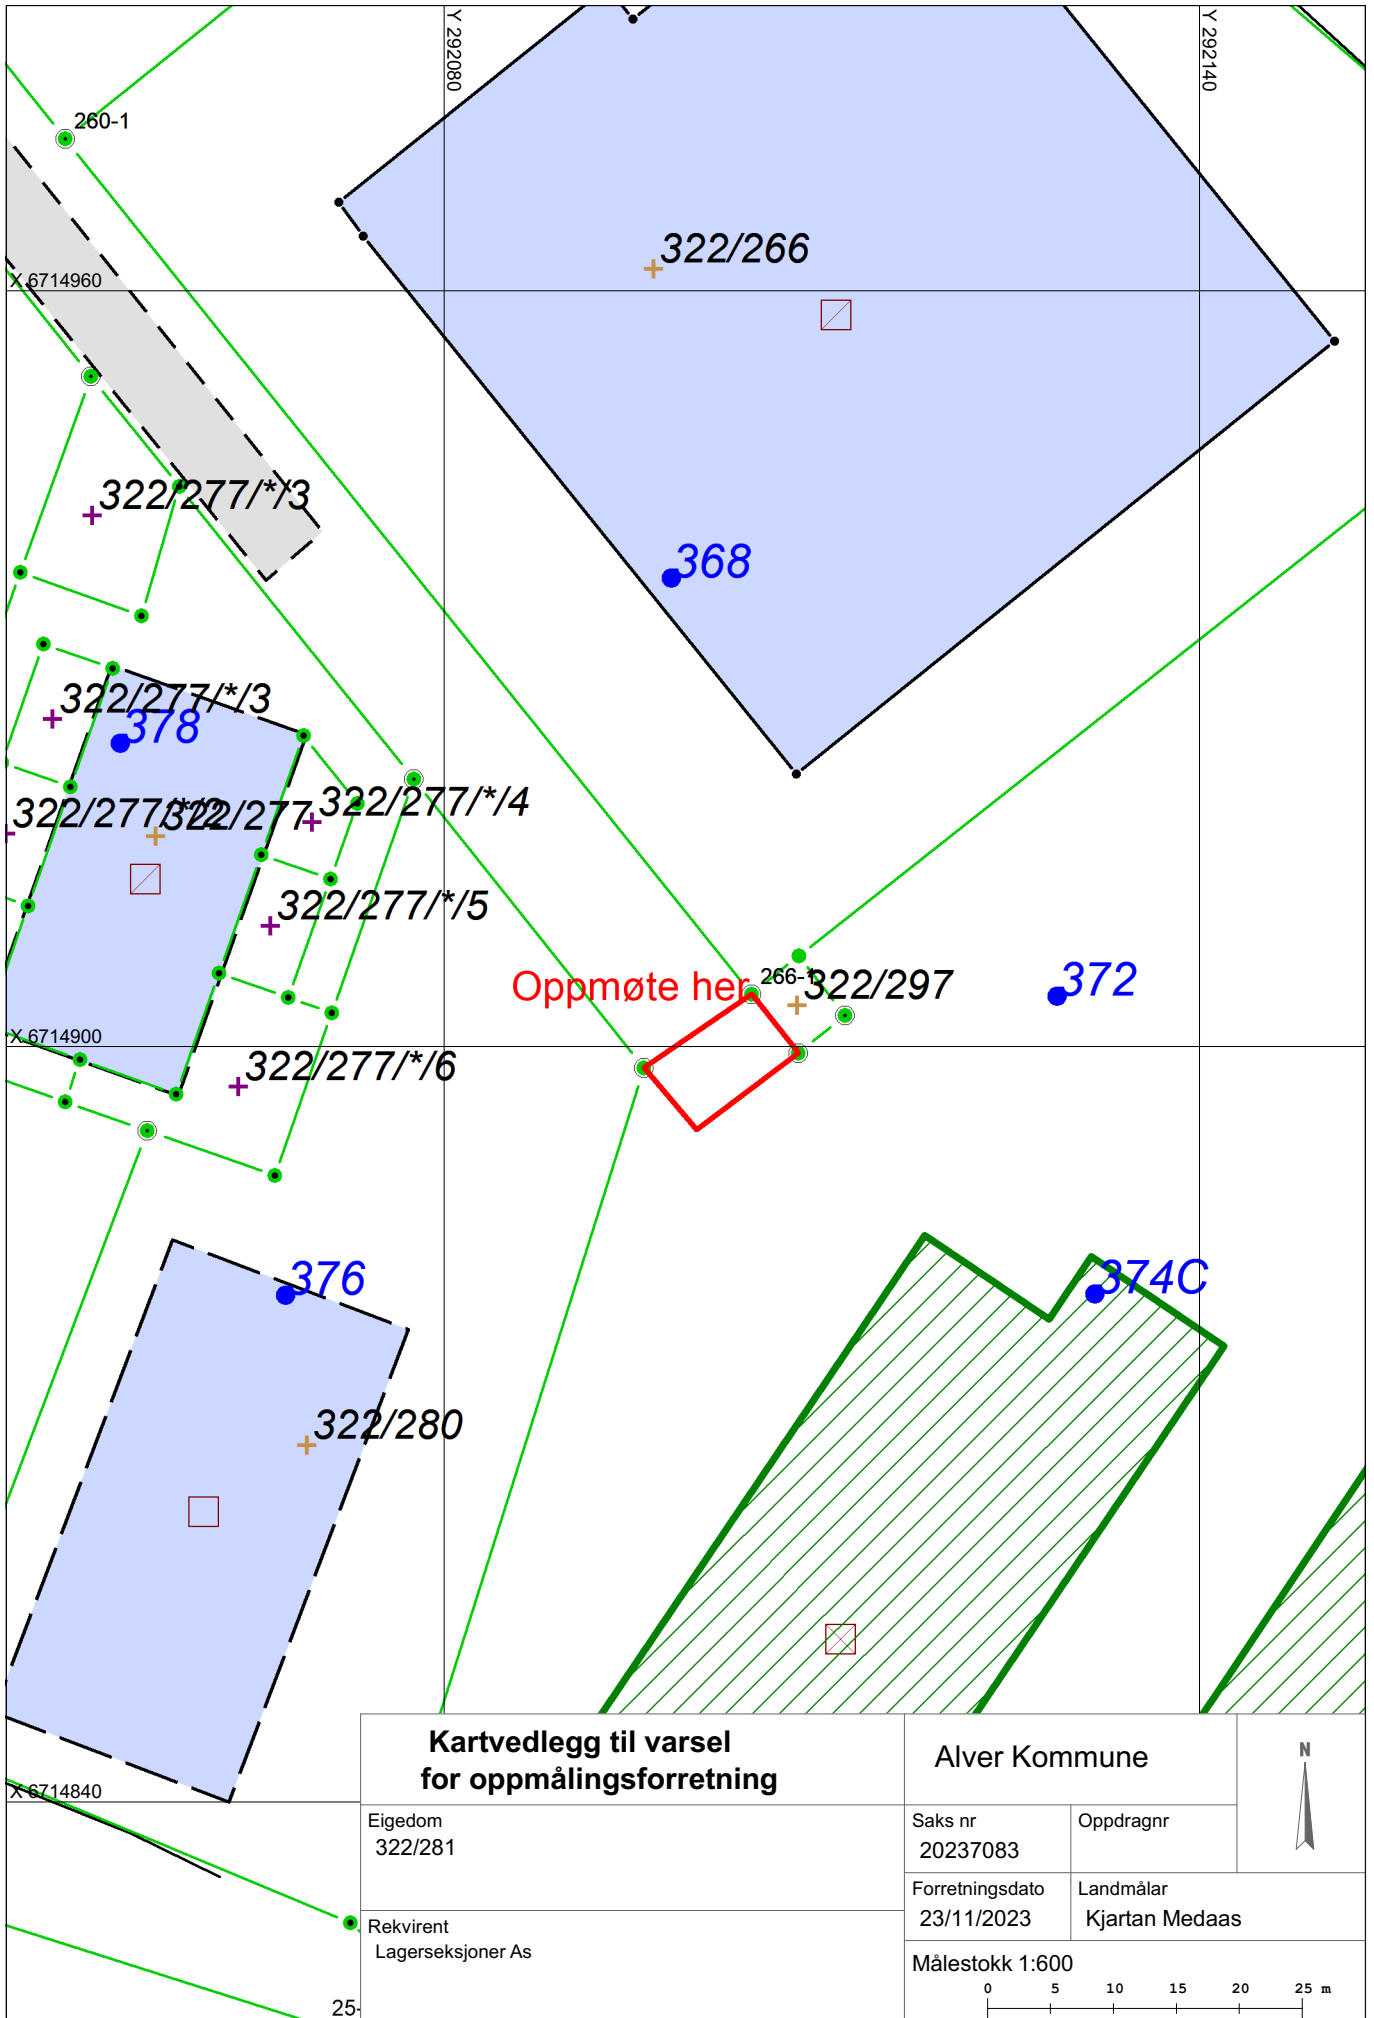 Y 292080
Y 292140
260-1
322/266
X 6714960
322/277/*/3
368
322/277/*/3
378
322/277/*/4
322/277/*/2
322/277
322/277/*/5
Oppmøte her
266-1
322/297
372
X 6714900
322/277/*/6
376
374C
322/280
X 6714840
Kartvedlegg til varsel
for oppmålingsforretning
Alver Kommune
N
Eigedom
322/281
Saks nr
20237083
Oppdragnr
Forretningsdato
23/11/2023
Landmålar
Kjartan Medaas
Rekvirent
Lagerseksjoner As
Målestokk 1:600
0 5 10 15 20 25 m
25-